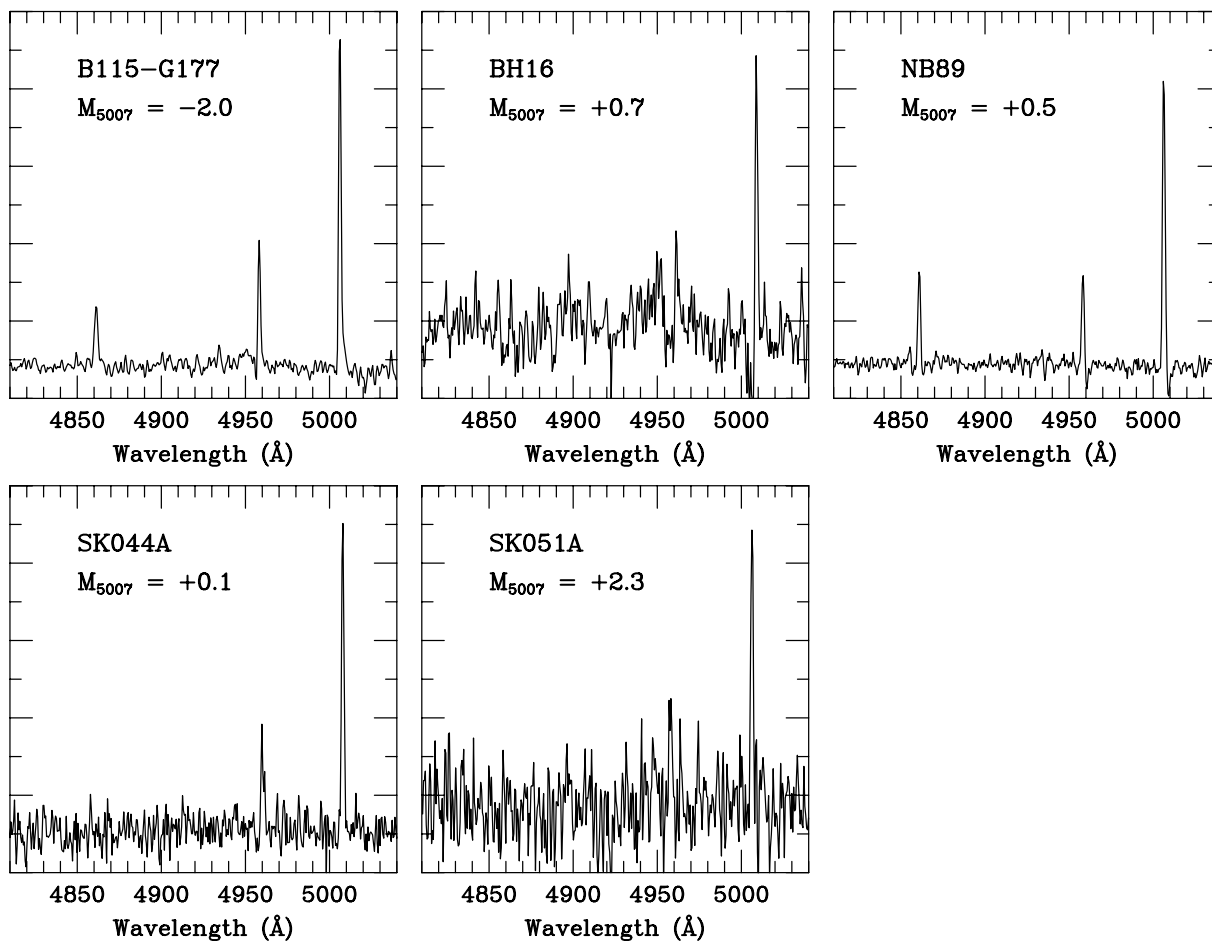 B115−G177
M5007 = −2.0
BH16
M5007 = +0.7
NB89
M5007 = +0.5
4850 4900 4950 5000
4850 4900 4950 5000
4850 4900 4950 5000
Wavelength (Å)
Wavelength (Å)
Wavelength (Å)
SK044A
M5007 = +0.1
SK051A
M5007 = +2.3
4850 4900 4950 5000
4850 4900 4950 5000
Wavelength (Å)
Wavelength (Å)